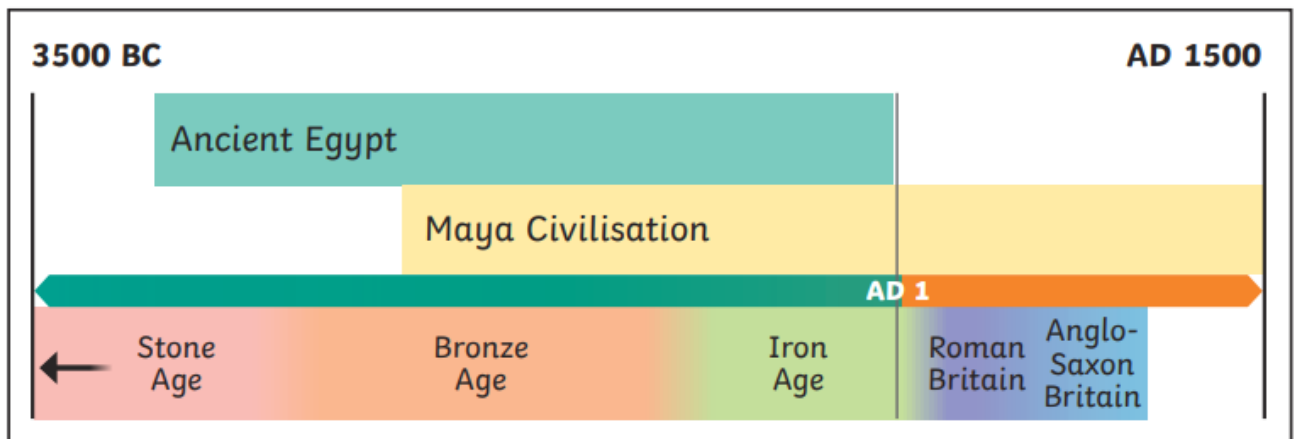 3500 BC
AD 1500
Ancient Egypt
Maya Civilisation
AD 1
Stone
Age
Bronze
Age
Iron
Age
Roman
Britain
Anglo-
Saxon
Britain